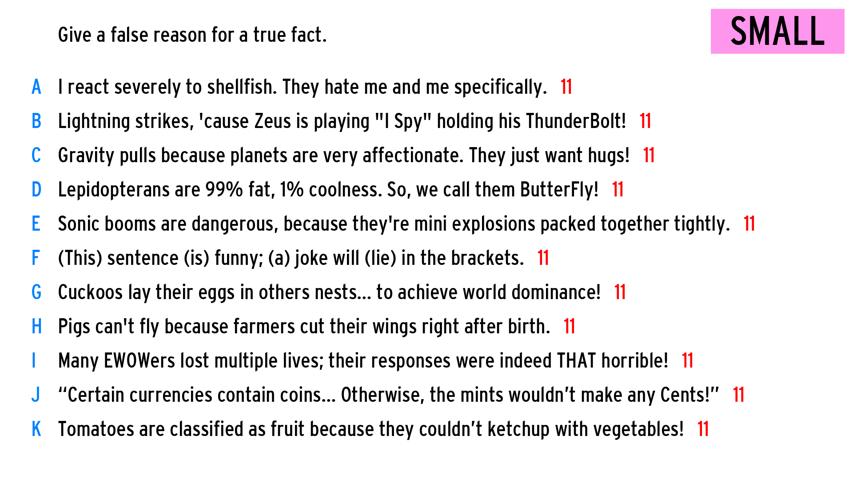 Give a false reason for a true fact.
SMALL
A I react severely to shellfish. They hate me and me specifically. 11
B Lightning strikes, 'cause Zeus is playing "I Spy" holding his ThunderBolt! 11
C Gravity pulls because planets are very affectionate. They just want hugs! 11
D Lepidopterans are 99% fat, 1% coolness. So, we call them ButterFly! 11
E Sonic booms are dangerous, because they're mini explosions packed together tightly. 11
F (This) sentence (is) funny; (a) joke will (lie) in the brackets. 11
G Cuckoos lay their eggs in others nests... to achieve world dominance! 11
H Pigs can't fly because farmers cut their wings right after birth. 11
I Many EWOWers lost multiple lives; their responses were indeed THAT horrible! 11
J “Certain currencies contain coins... Otherwise, the mints wouldn’t make any Cents!” 11
K Tomatoes are classified as fruit because they couldn’t ketchup with vegetables! 11